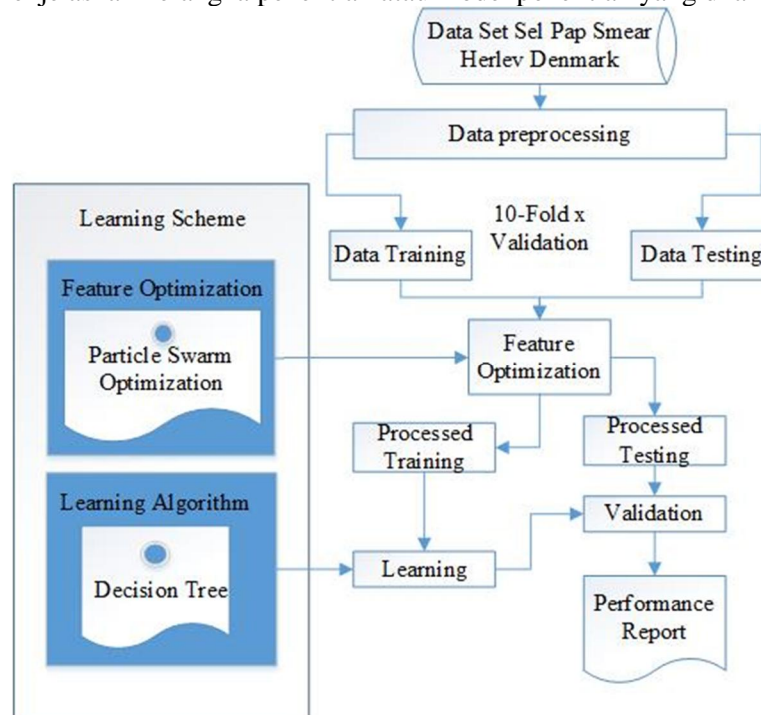 Data Set Sel Pap Smear
Herlev Denmark
Data preprocessing
Learning Scheme
10-Fold x
Validation
Data Training
Data Testing
Feature Optimization
Particle Swarm
Optimization
Feature
Optimization
Processed
Training
Processed
Testing
Learning Algorithm
Decision Tree
Learning
Validation
Performance
Report